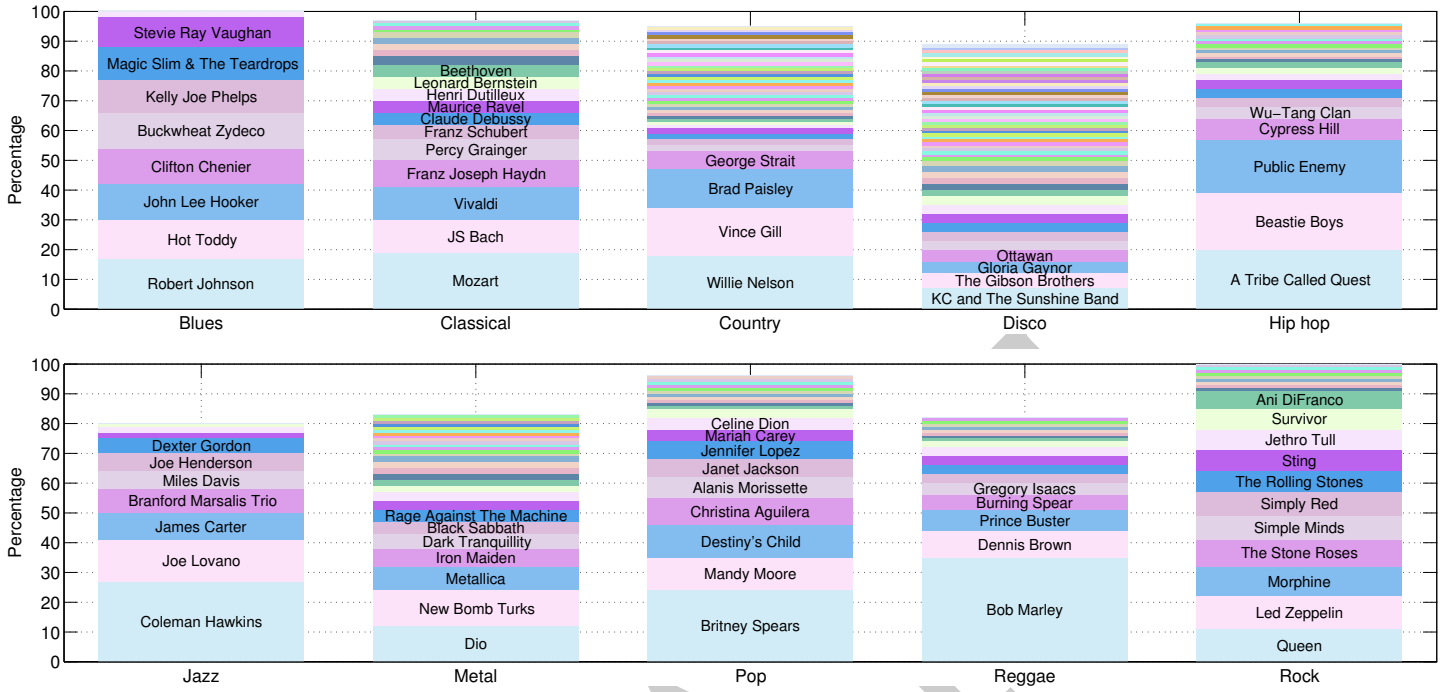 Percentage
100
90
80
70
60
50
40
30
20
10
0
Stevie Ray Vaughan
Magic Slim & The Teardrops
Kelly Joe Phelps
Buckwheat Zydeco
Clifton Chenier
John Lee Hooker
Hot Toddy
Robert Johnson
Beethoven
Leonard Bernstein
Henri Dutilleux
Maurice Ravel
Claude Debussy
Franz Schubert
Percy Grainger
Franz Joseph Haydn
Vivaldi
JS Bach
Mozart
George Strait
Brad Paisley
Vince Gill
Willie Nelson
Ottawan
Gloria Gaynor
The Gibson Brothers
KC and The Sunshine Band
Wu−Tang Clan
Cypress Hill
Public Enemy
Beastie Boys
A Tribe Called Quest
Blues Classical Country Disco Hip hop
Percentage
100
90
80
70
60
50
40
30
20
10
0
Dexter Gordon
Joe Henderson
Miles Davis
Branford Marsalis Trio
James Carter
Joe Lovano
Coleman Hawkins
Rage Against The Machine
Black Sabbath
Dark Tranquillity
Iron Maiden
Metallica
New Bomb Turks
Dio
Celine Dion
Mariah Carey
Jennifer Lopez
Janet Jackson
Alanis Morissette
Christina Aguilera
Destiny's Child
Mandy Moore
Britney Spears
Gregory Isaacs
Burning Spear
Prince Buster
Dennis Brown
Bob Marley
Ani DiFranco
Survivor
Jethro Tull
Sting
The Rolling Stones
Simply Red
Simple Minds
The Stone Roses
Morphine
Led Zeppelin
Queen
Jazz Metal Pop Reggae Rock